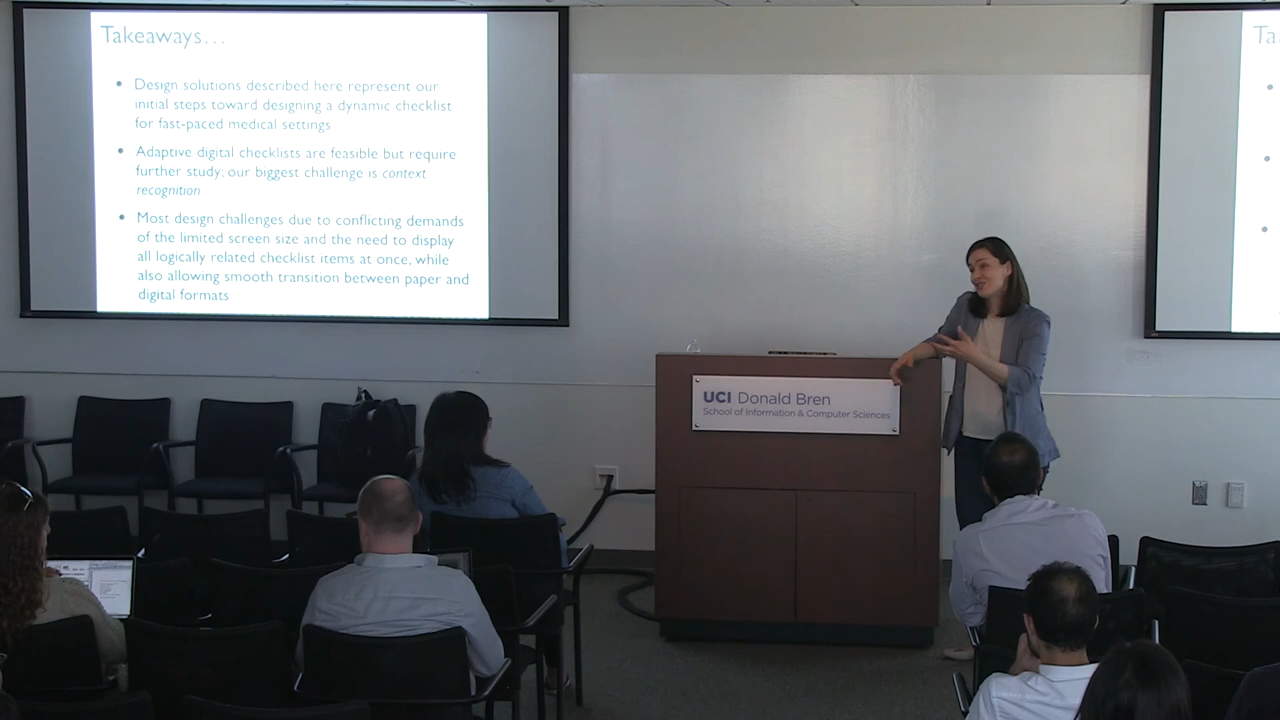 Takeaways...
• Design solutions described here represent our
initial steps toward designing a dynamic checklist
for fast-paced medical settings
• Adaptive digital checklists are feasible but require
further study; our biggest challenge is context
recognition
• Most design challenges due to conflicting demands
of the limited screen size and the need to display
all logically related checklist items at once, while
also allowing smooth transition between paper and
digital formats
Ta
UCI Donald Bren
School of Information & Computer Sciences